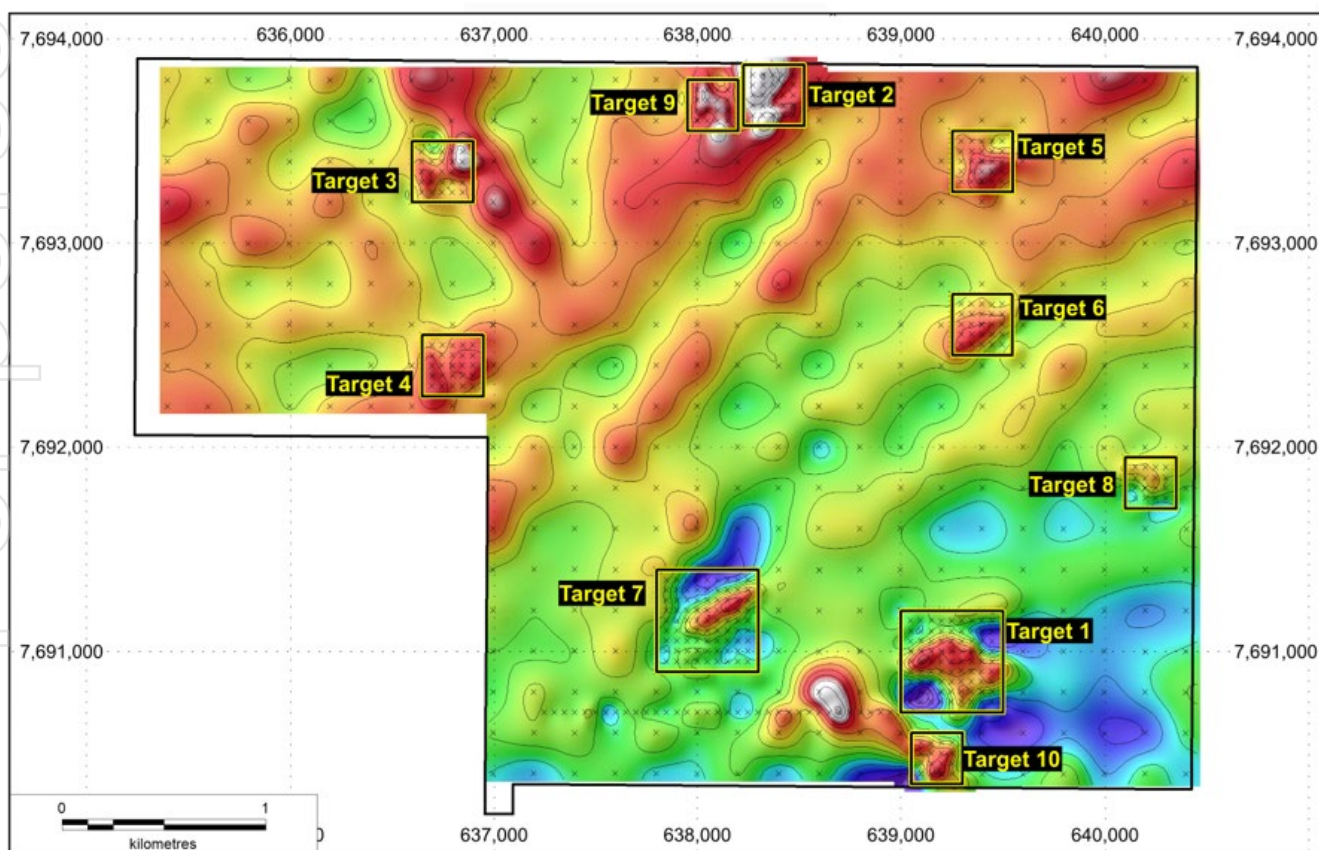 636,000 637,000 638,000 639,000 640,000
7,694,000 7,694,000
Target 9 Target 2
Target 5
Target 3
7,693,000 7,693,000
Target 6
Target 4
7,692,000 7,692,000
Target 8
Target 7
Target 1
7,691,000 7,691,000
Target 10
0 1
kilometres
0 637,000 638,000 639,000 640,000